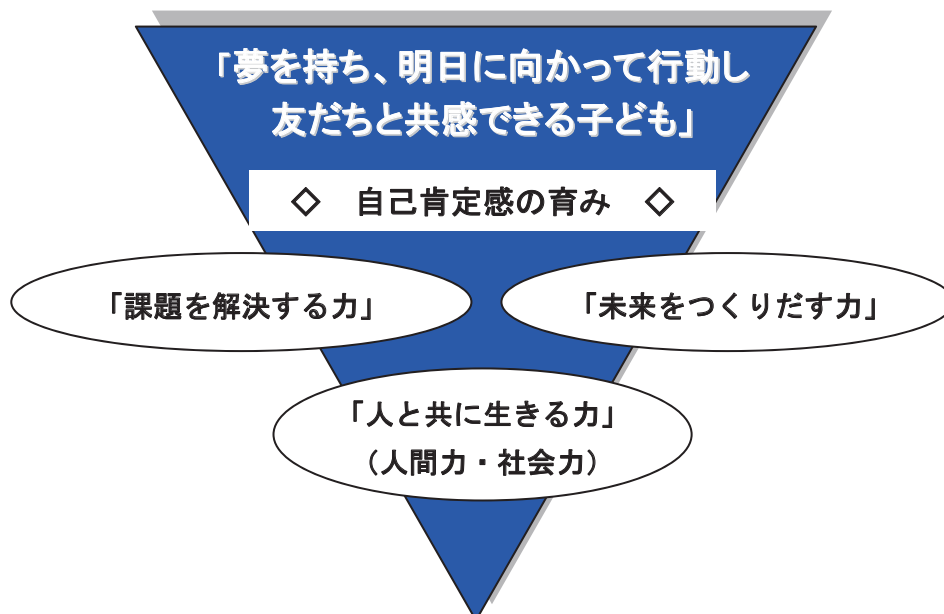 「夢を持ち、明日に向かって行動し
友だちと共感できる子ども」
◇　自己肯定感の育み　◇
「課題を解決する力」
「未来をつくりだす力」
「人と共に生きる力」
（人間力・社会力）